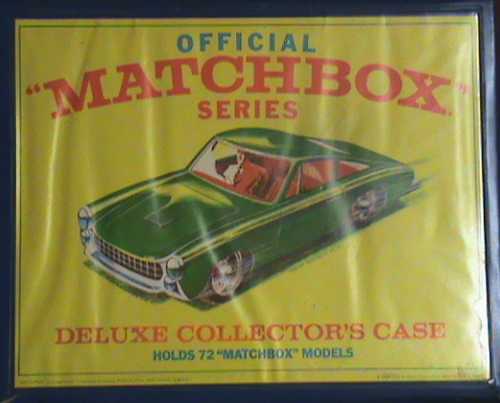 OFFICIAL
"MATCHBOX"
SERIES
DELUXE COLLECTOR'S CASE
HOLDS 72 "MATCHBOX" MODELS